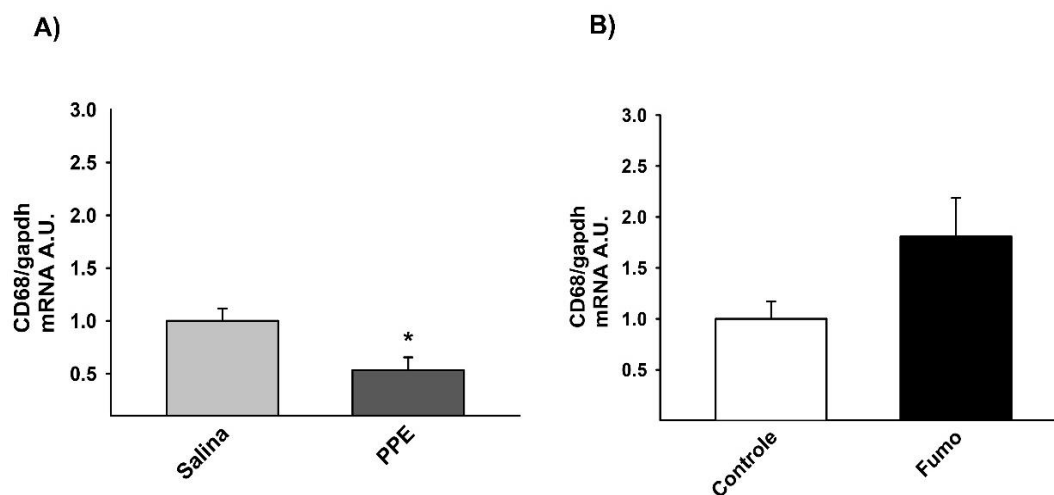 A)
CD68/gapdh
mRNA A.U.
3.0
2.5
2.0
1.5
1.0
0.5
*
Salina
PPE
B)
CD68/gapdh
mRNA A.U.
3.0
2.5
2.0
1.5
1.0
0.5
Controle
Fumo